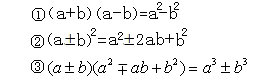 ①(a+b)(a-b)=a²-b²
②(a±b)²=a²±2ab+b²
③(a±b)(a²∓ab+b²)=a³±b³